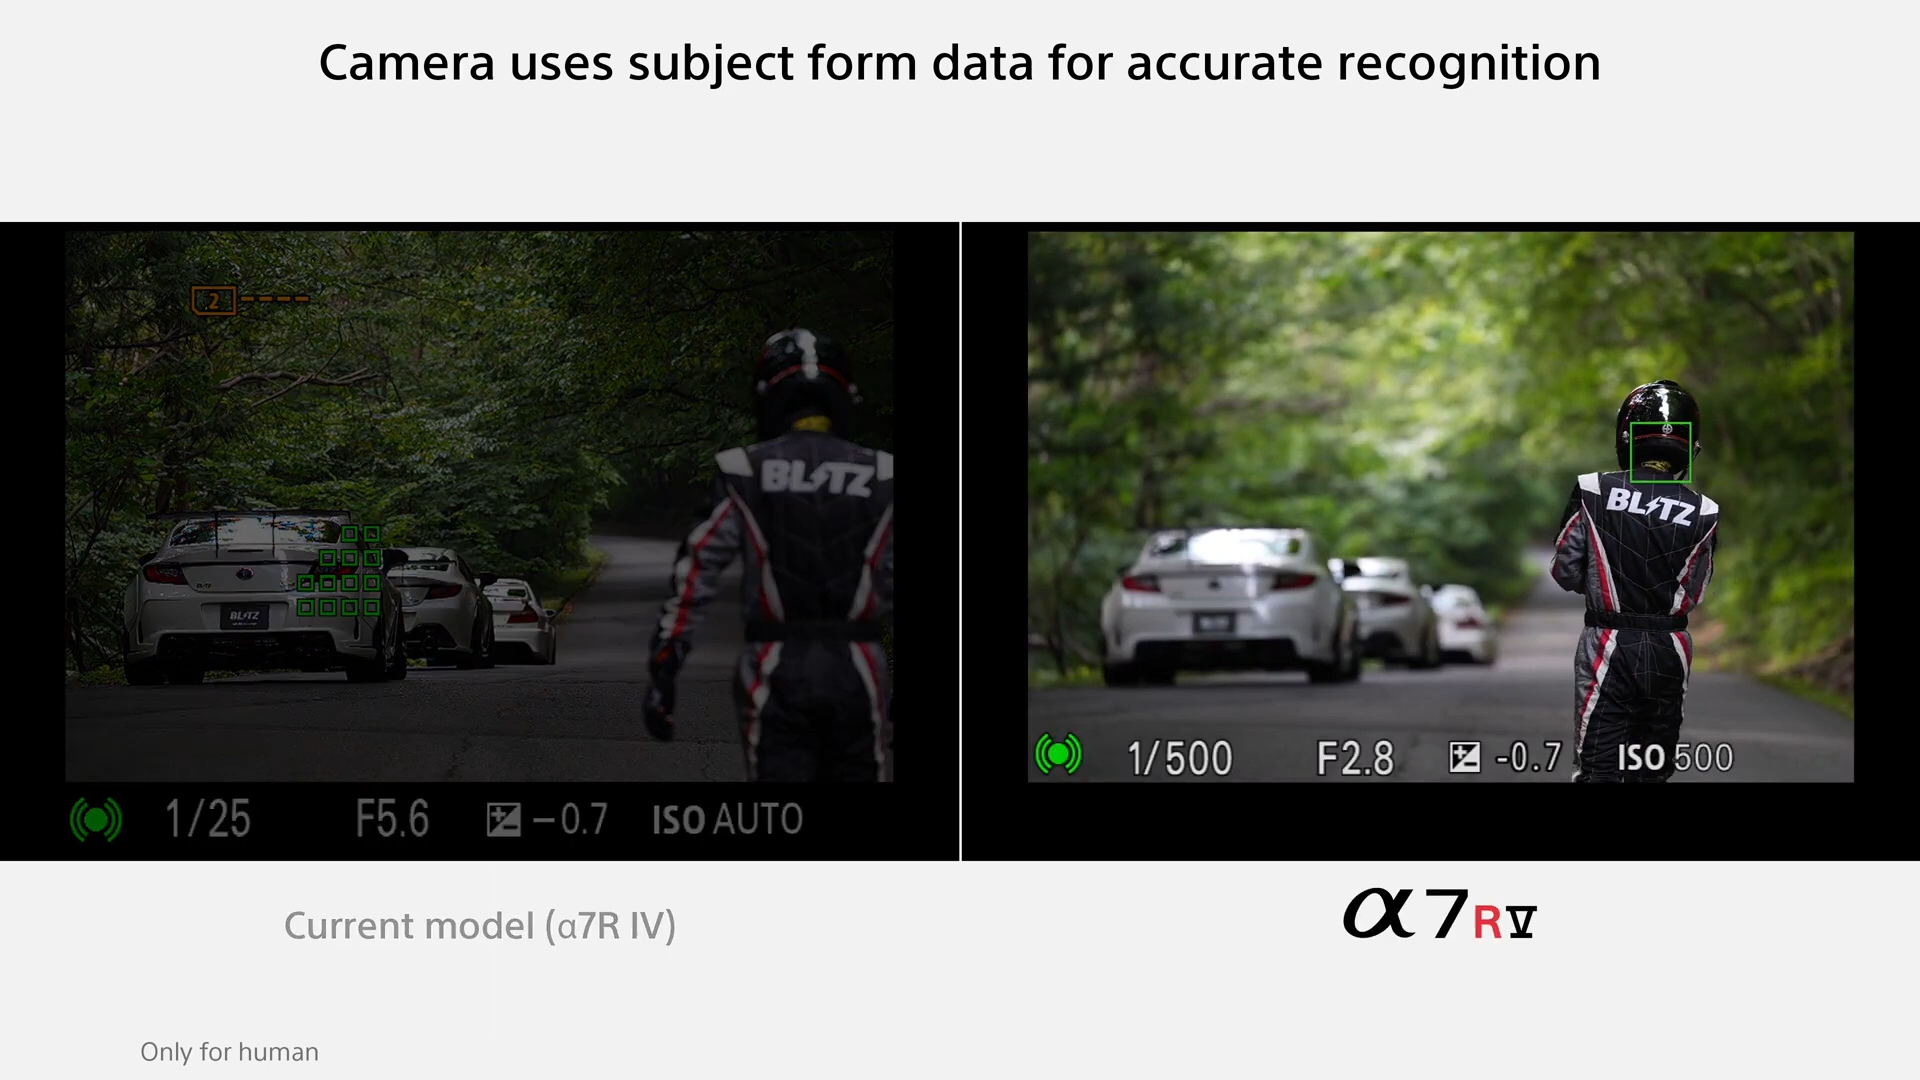 Camera uses subject form data for accurate recognition
2 ----
BLITZ
BLITZ
1/25 F5.6 −0.7 ISO AUTO
BLITZ
1/500 F2.8 -0.7 ISO 500
Current model (α7R IV)
α7RV
Only for human